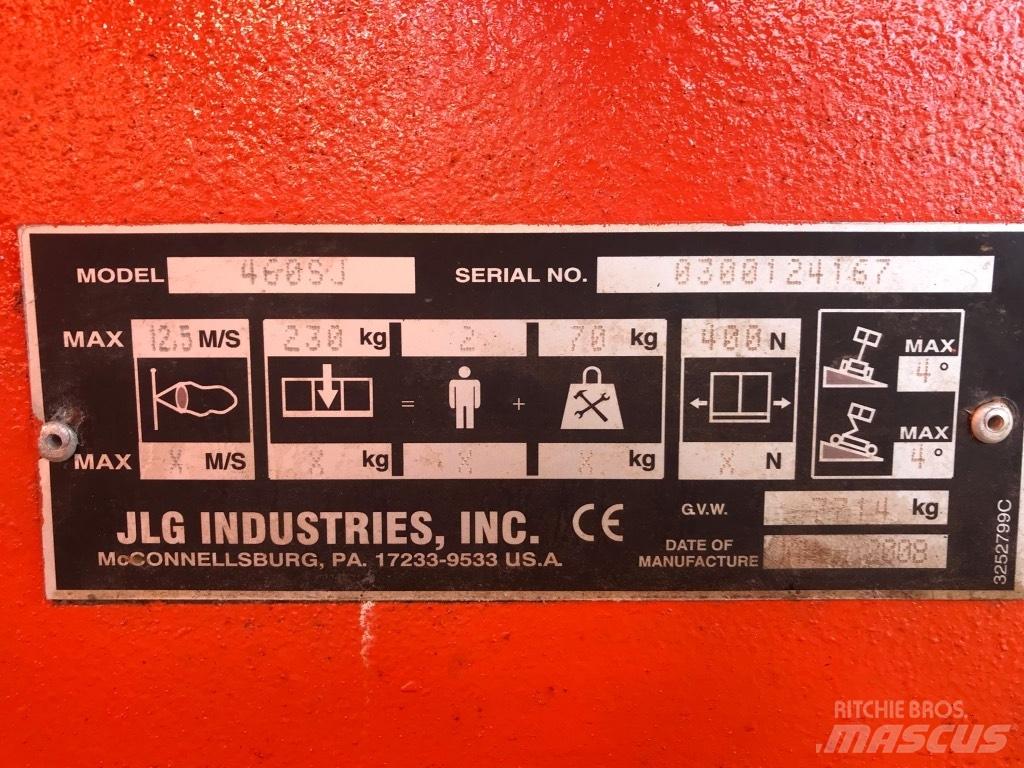 MODEL 460SJ SERIAL NO. 0300124167
MAX 12.5 M/S 230 kg 2 70 kg 400 N
MAX 4°
= +
MAX 4°
MAX X M/S X kg X X kg X N
JLG INDUSTRIES, INC. CE
McCONNELLSBURG, PA. 17233-9533 U.S.A.
G.V.W. 7714 kg
DATE OF MANUFACTURE 2008
3252799C
RITCHIE BROS.
MASCUS